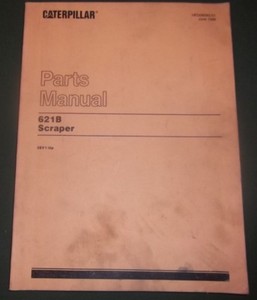 CATERPILLAR
Parts
Manual
621B
Scraper